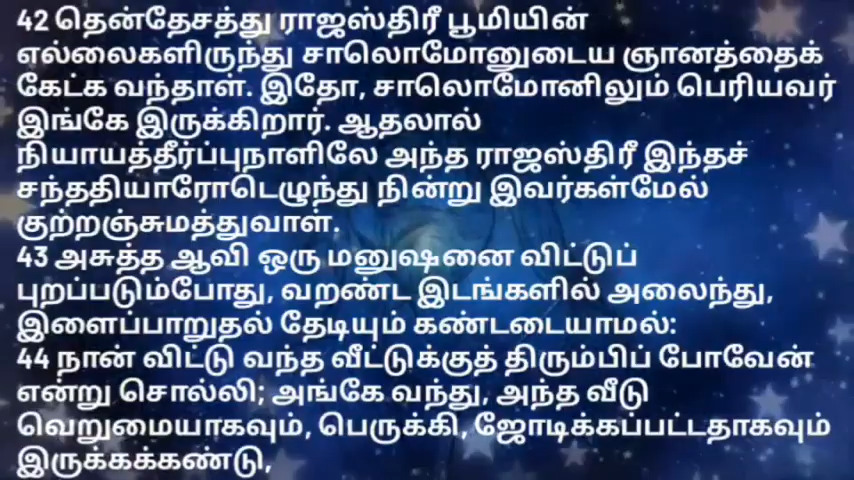 42 தென்தேசத்து ராஜஸ்திரீ பூமியின்
எல்லைகளிருந்து சாலொமோனுடைய ஞானத்தைக்
கேட்க வந்தாள். இதோ, சாலொமோனிலும் பெரியவர்
இங்கே இருக்கிறார். ஆதலால்
நியாயத்தீர்ப்புநாளிலே அந்த ராஜஸ்திரீ இந்தச்
சந்ததியாரோடெழுந்து நின்று இவர்கள்மேல்
குற்றஞ்சுமத்துவாள்.
43 அசுத்த ஆவி ஒரு மனுஷனை விட்டுப்
புறப்படும்போது, வறண்ட இடங்களில் அலைந்து,
இளைப்பாறுதல் தேடியும் கண்டடையாமல்:
44 நான் விட்டு வந்த வீட்டுக்குத் திரும்பிப் போவேன்
என்று சொல்லி; அங்கே வந்து, அந்த வீடு
வெறுமையாகவும், பெருக்கி, ஜோடிக்கப்பட்டதாகவும்
இருக்கக்கண்டு,